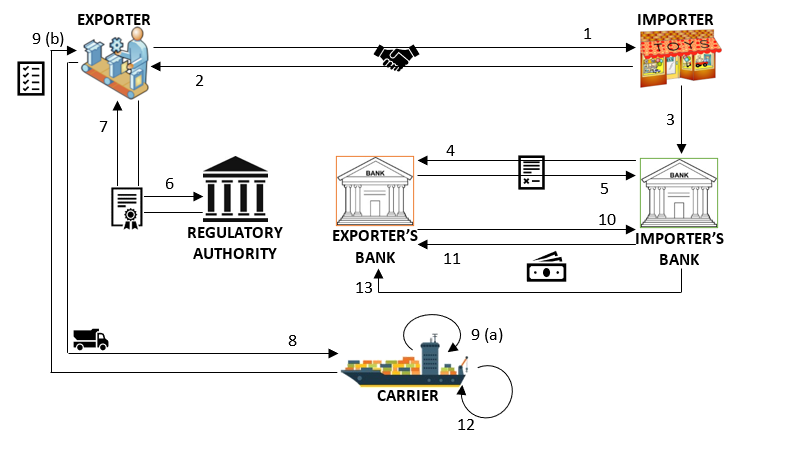 EXPORTER
IMPORTER
9 (b)
1
TOYS
2
7
3
4
BANK
BANK
6
5
REGULATORY
AUTHORITY
10
EXPORTER'S
BANK
IMPORTER'S
BANK
11
13
8
9 (a)
CARRIER
12